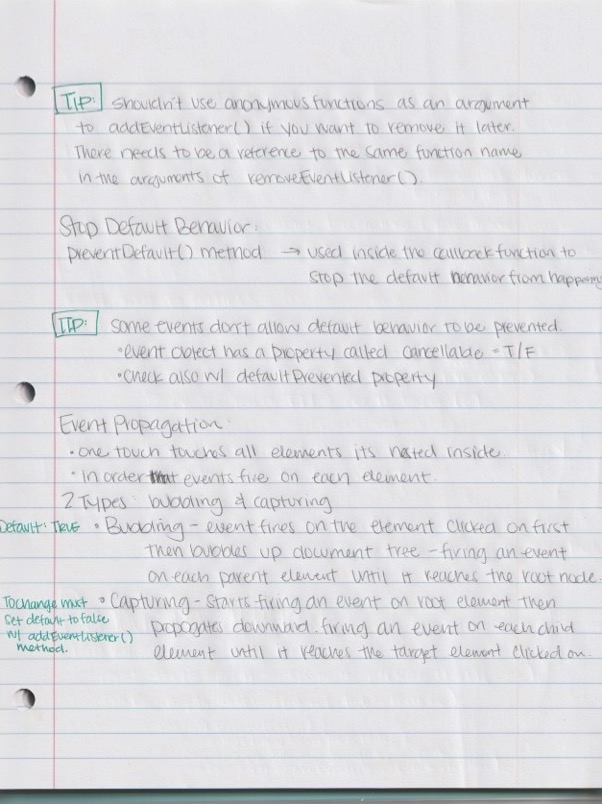 TIP: Shouldn't use anonymous functions as an argument
to addEventListener() if you want to remove it later.
There needs to be a reference to the same function name
in the arguments of removeEventListener().
Stop Default Behavior:
preventDefault() method → used inside the callback function to
stop the default behavior from happening
TIP: Some events don't allow default behavior to be prevented.
• event object has a property called cancellable - T/F
• Check also w/ defaultPrevented property
Event Propagation:
• one touch touches all elements its nested inside.
• in order that events fire on each element.
2 Types: bubbling & capturing
Default: TRUE • Bubbling - event fires on the element clicked on first
then bubbles up document tree - firing an event
on each parent element until it reaches the root node.
To change must • Capturing - starts firing an event on root element then
set default to false
propogates downward. firing an event on each child
w/ addEventListener()
element until it reaches the target element clicked on.
method.